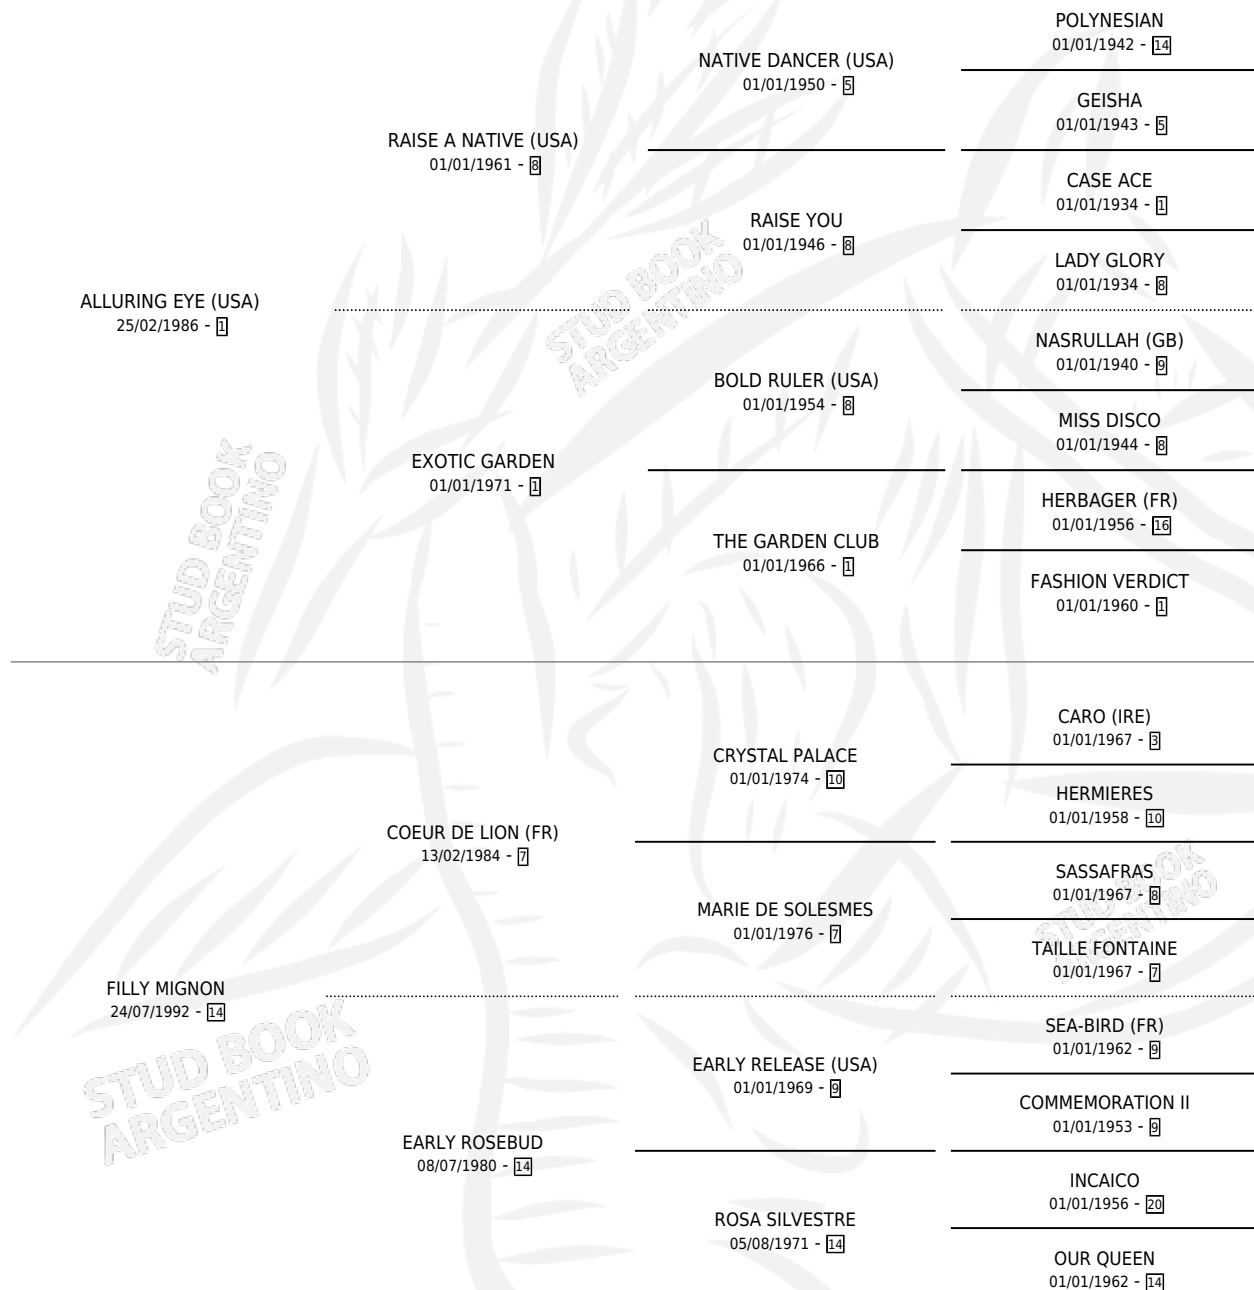 POLYNESIAN
01/01/1942 - 14
NATIVE DANCER (USA)
01/01/1950 - 5
GEISHA
01/01/1943 - 5
RAISE A NATIVE (USA)
01/01/1961 - 8
CASE ACE
01/01/1934 - 1
RAISE YOU
01/01/1946 - 8
LADY GLORY
01/01/1934 - 8
ALLURING EYE (USA)
25/02/1986 - 1
NASRULLAH (GB)
01/01/1940 - 9
BOLD RULER (USA)
01/01/1954 - 8
MISS DISCO
01/01/1944 - 8
EXOTIC GARDEN
01/01/1971 - 1
HERBAGER (FR)
01/01/1956 - 16
THE GARDEN CLUB
01/01/1966 - 1
FASHION VERDICT
01/01/1960 - 1
CARO (IRE)
01/01/1967 - 3
CRYSTAL PALACE
01/01/1974 - 10
HERMIERES
01/01/1958 - 10
COEUR DE LION (FR)
13/02/1984 - 7
SASSAFRAS
01/01/1967 - 8
MARIE DE SOLESMES
01/01/1976 - 7
TAILLE FONTAINE
01/01/1967 - 7
FILLY MIGNON
24/07/1992 - 14
SEA-BIRD (FR)
01/01/1962 - 9
EARLY RELEASE (USA)
01/01/1969 - 9
COMMEMORATION II
01/01/1953 - 9
EARLY ROSEBUD
08/07/1980 - 14
INCAICO
01/01/1956 - 20
ROSA SILVESTRE
05/08/1971 - 14
OUR QUEEN
01/01/1962 - 14
STUD BOOK
ARGENTINO
STUD BOOK
ARGENTINO
STUD BOOK
ARGENTINO
STUD BOOK
ARGENTINO